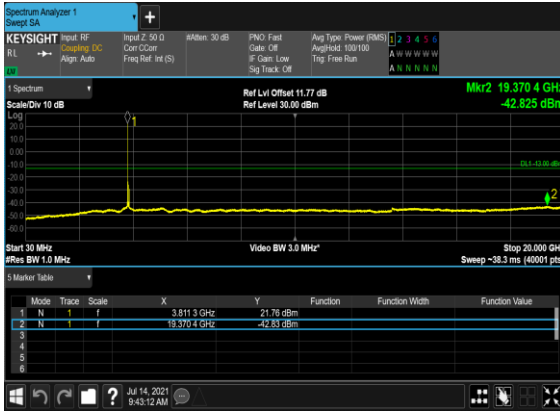 Spectrum Analyzer 1
Swept SA
+
KEYSIGHT Input: RF Input Z: 50 Ω #Atten: 30 dB PNO: Fast Avg Type: Power (RMS) 1 2 3 4 5 6
RL Coupling: DC Corr CCorr Gate: Off Avg|Hold: 100/100 A W W W W W
Align: Auto Freq Ref: Int (S) IF Gain: Low Trig: Free Run
Sig Track: Off A N N N N N
1 Spectrum Ref Lvl Offset 11.77 dB Mkr2 19.370 4 GHz
Scale/Div 10 dB Ref Level 30.00 dBm -42.825 dBm
Log
20.0
10.0
0.00
-10.0
DL1 -13.00 dBm
-20.0
-30.0
-40.0
-50.0
-60.0
1
2
Start 30 MHz Video BW 3.0 MHz* Stop 20.000 GH
#Res BW 1.0 MHz Sweep ~38.3 ms (40001 pts
5 Marker Table
Mode Trace Scale X Y Function Function Width Function Value
1 N 1 f 3.811 3 GHz 21.76 dBm
2 N 1 f 19.370 4 GHz -42.83 dBm
3
4
5
6
? Jul 14, 2021
9:43:12 AM